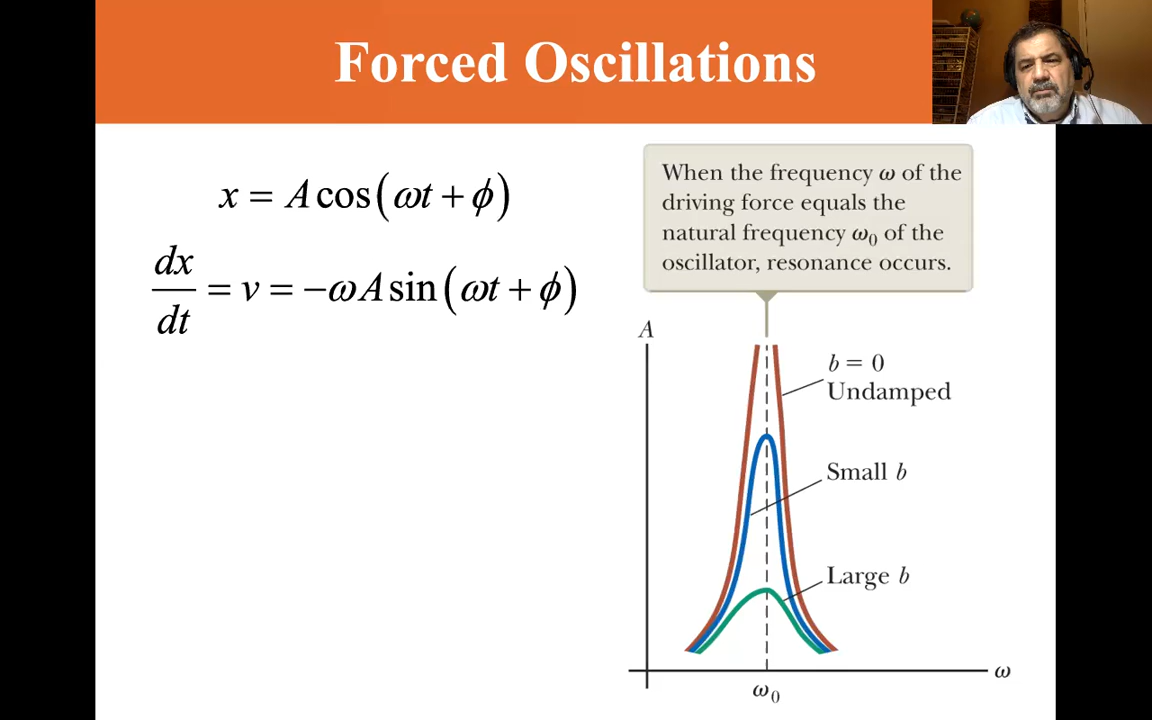 Forced Oscillations
x = A cos(ωt + ϕ)
dx/dt = v = −ωA sin(ωt + ϕ)
When the frequency ω of the
driving force equals the
natural frequency ω₀ of the
oscillator, resonance occurs.
A
b = 0
Undamped
Small b
Large b
ω
ω₀